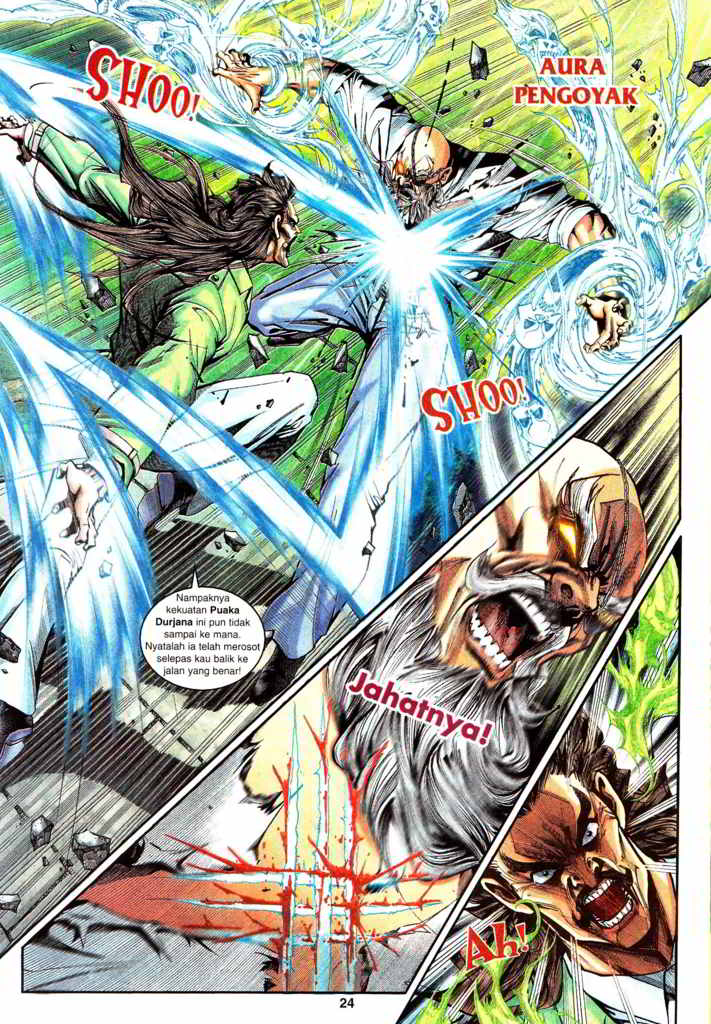 SHOO!
AURA
PENGOYAK
SHOO!
Nampaknya
kekuatan Puaka
Durjana ini pun tidak
sampai ke mana.
Nyatalah ia telah merosot
selepas kau balik ke
jalan yang benar!
Jahatnya!
Ah!
24